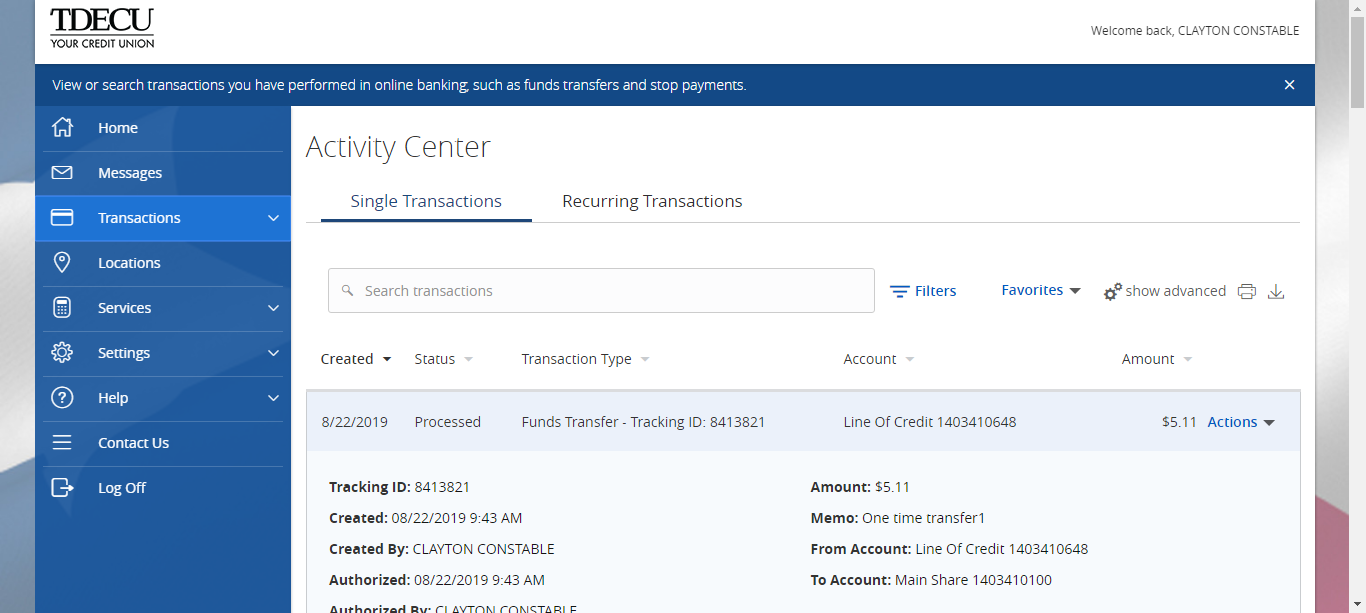 TDECU
YOUR CREDIT UNION
Welcome back, CLAYTON CONSTABLE
View or search transactions you have performed in online banking, such as funds transfers and stop payments.
Home
Messages
Transactions
Locations
Services
Settings
Help
Contact Us
Log Off
Activity Center
Single Transactions Recurring Transactions
Search transactions Filters Favorites show advanced
Created Status Transaction Type Account Amount
8/22/2019 Processed Funds Transfer - Tracking ID: 8413821 Line Of Credit 1403410648 $5.11 Actions
Tracking ID: 8413821
Created: 08/22/2019 9:43 AM
Created By: CLAYTON CONSTABLE
Authorized: 08/22/2019 9:43 AM
Authorized By: CLAYTON CONSTABLE
Amount: $5.11
Memo: One time transfer1
From Account: Line Of Credit 1403410648
To Account: Main Share 1403410100